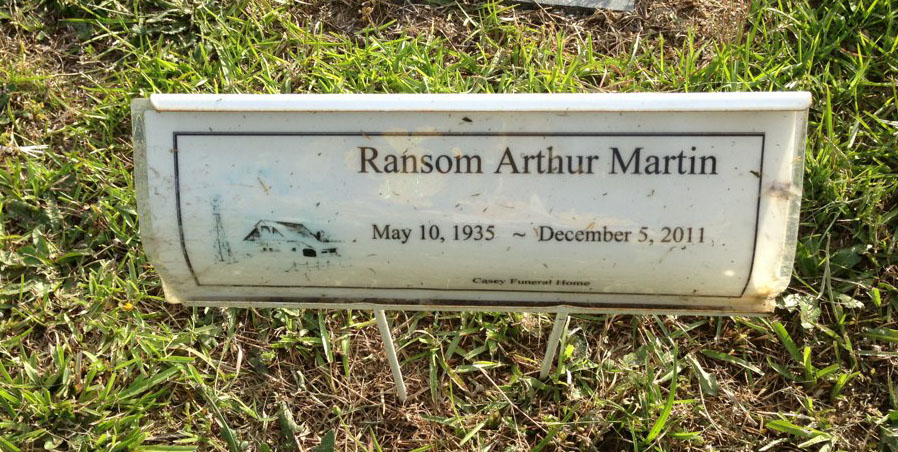 Ransom Arthur Martin
May 10, 1935 ~ December 5, 2011
Casey Funeral Home